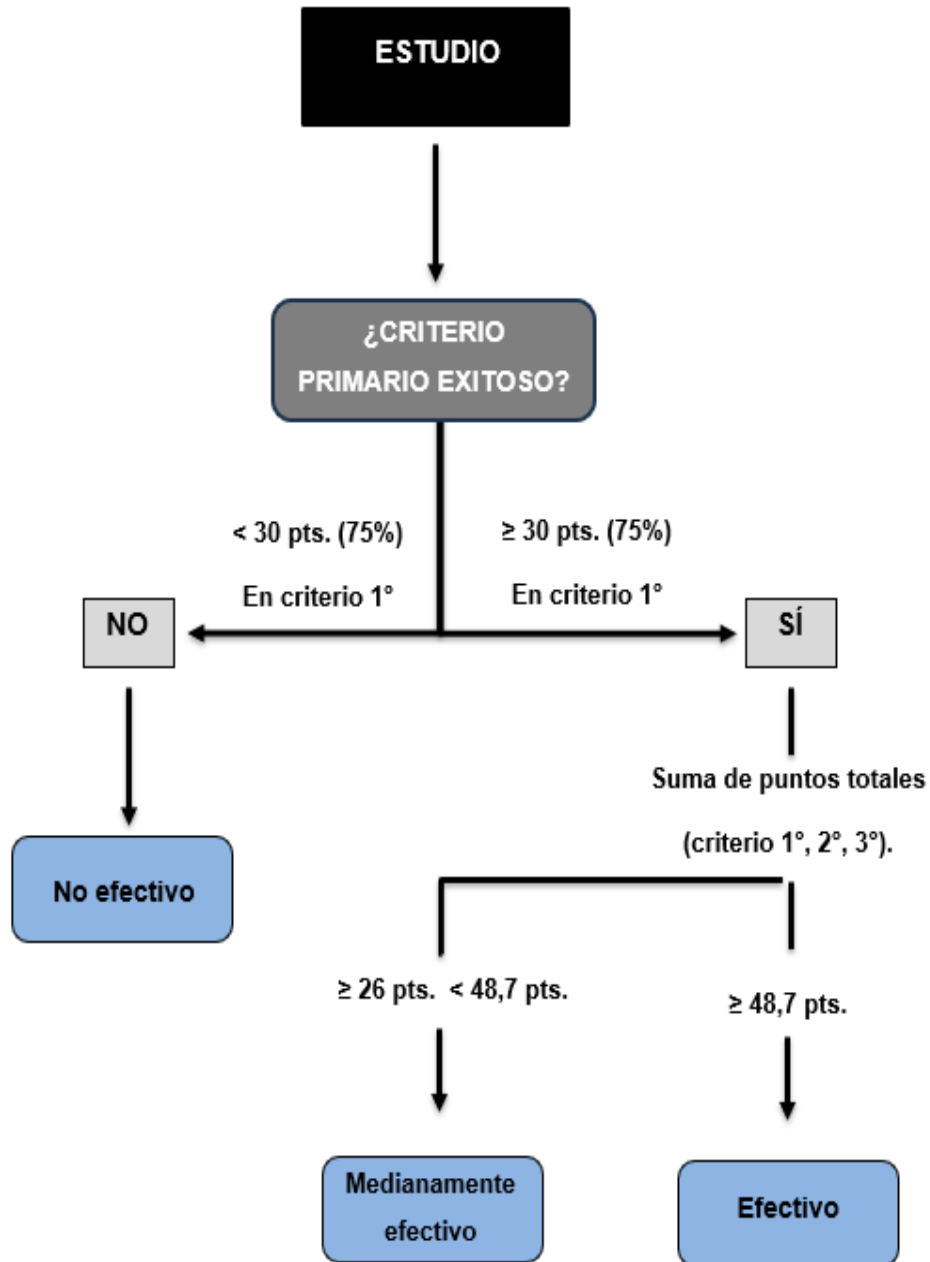 ESTUDIO
¿CRITERIO
PRIMARIO EXITOSO?
< 30 pts. (75%)
En criterio 1°
≥ 30 pts. (75%)
En criterio 1°
NO
SÍ
Suma de puntos totales
(criterio 1°, 2°, 3°).
No efectivo
≥ 26 pts. < 48,7 pts.
≥ 48,7 pts.
Medianamente
efectivo
Efectivo